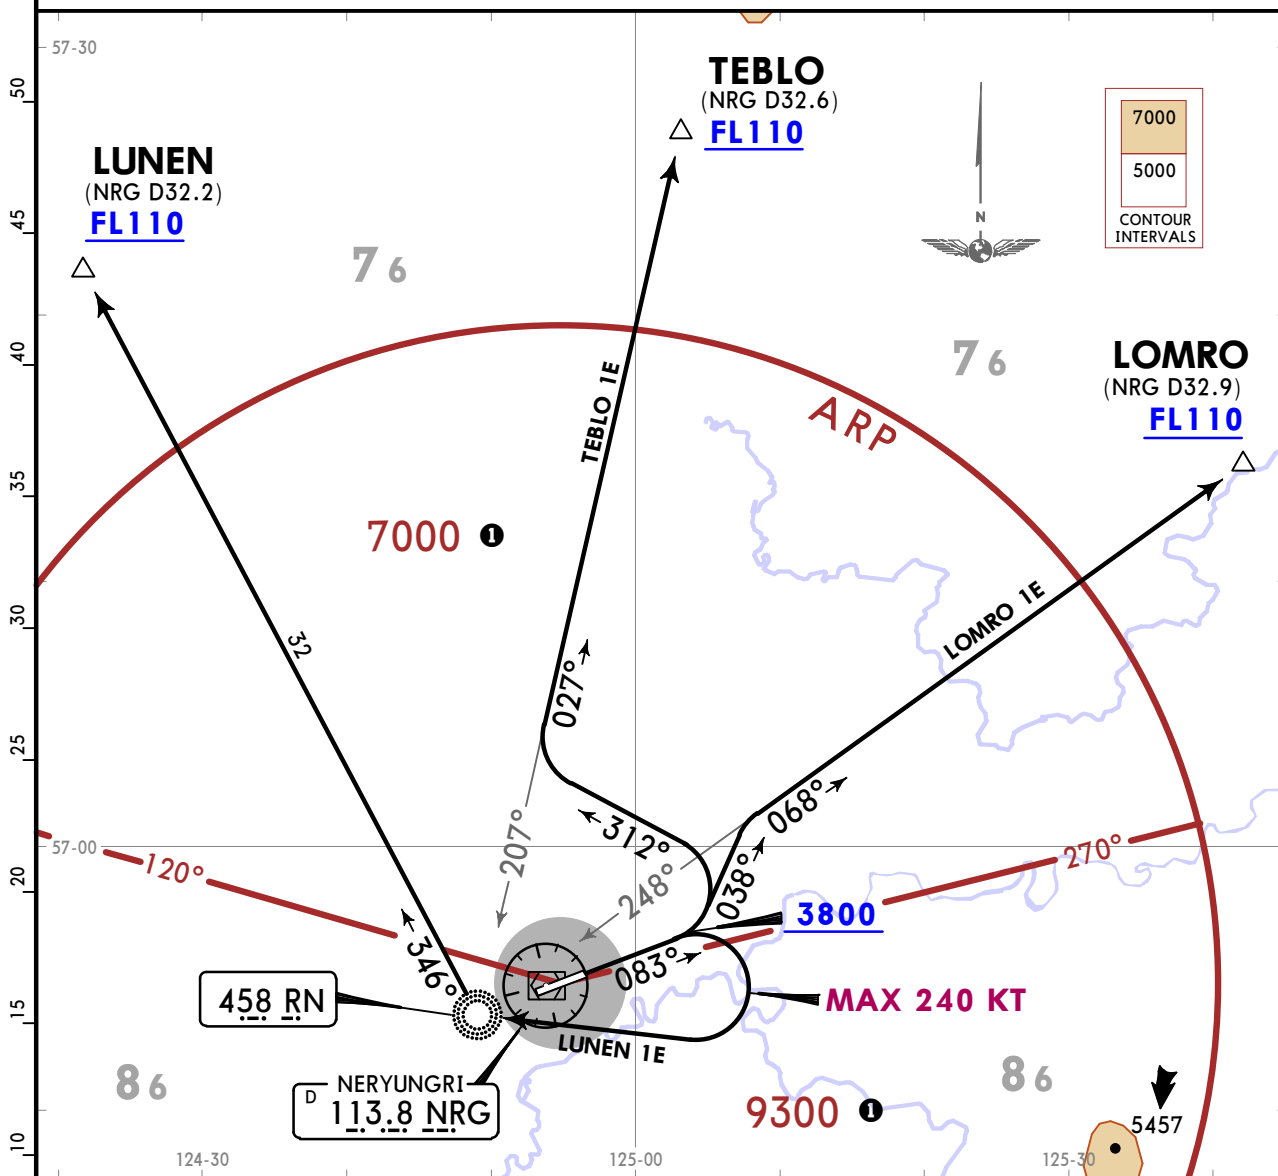 57-30
50
45
40
35
30
25
57-00
20
15
10
TEBLO
(NRG D32.6)
FL110
LUNEN
(NRG D32.2)
FL110
7000
5000
CONTOUR
INTERVALS
N
7 6
7 6
LOMRO
(NRG D32.9)
FL110
ARP
TEBLO 1E
7000 1
32
LOMRO 1E
027°
068°
312°
207°
038°
248°
270°
120°
3800
083°
346°
458 RN
MAX 240 KT
LUNEN 1E
NERYUNGRI
D 113.8 NRG
8 6
8 6
9300 1
5457
124-30
125-00
125-30